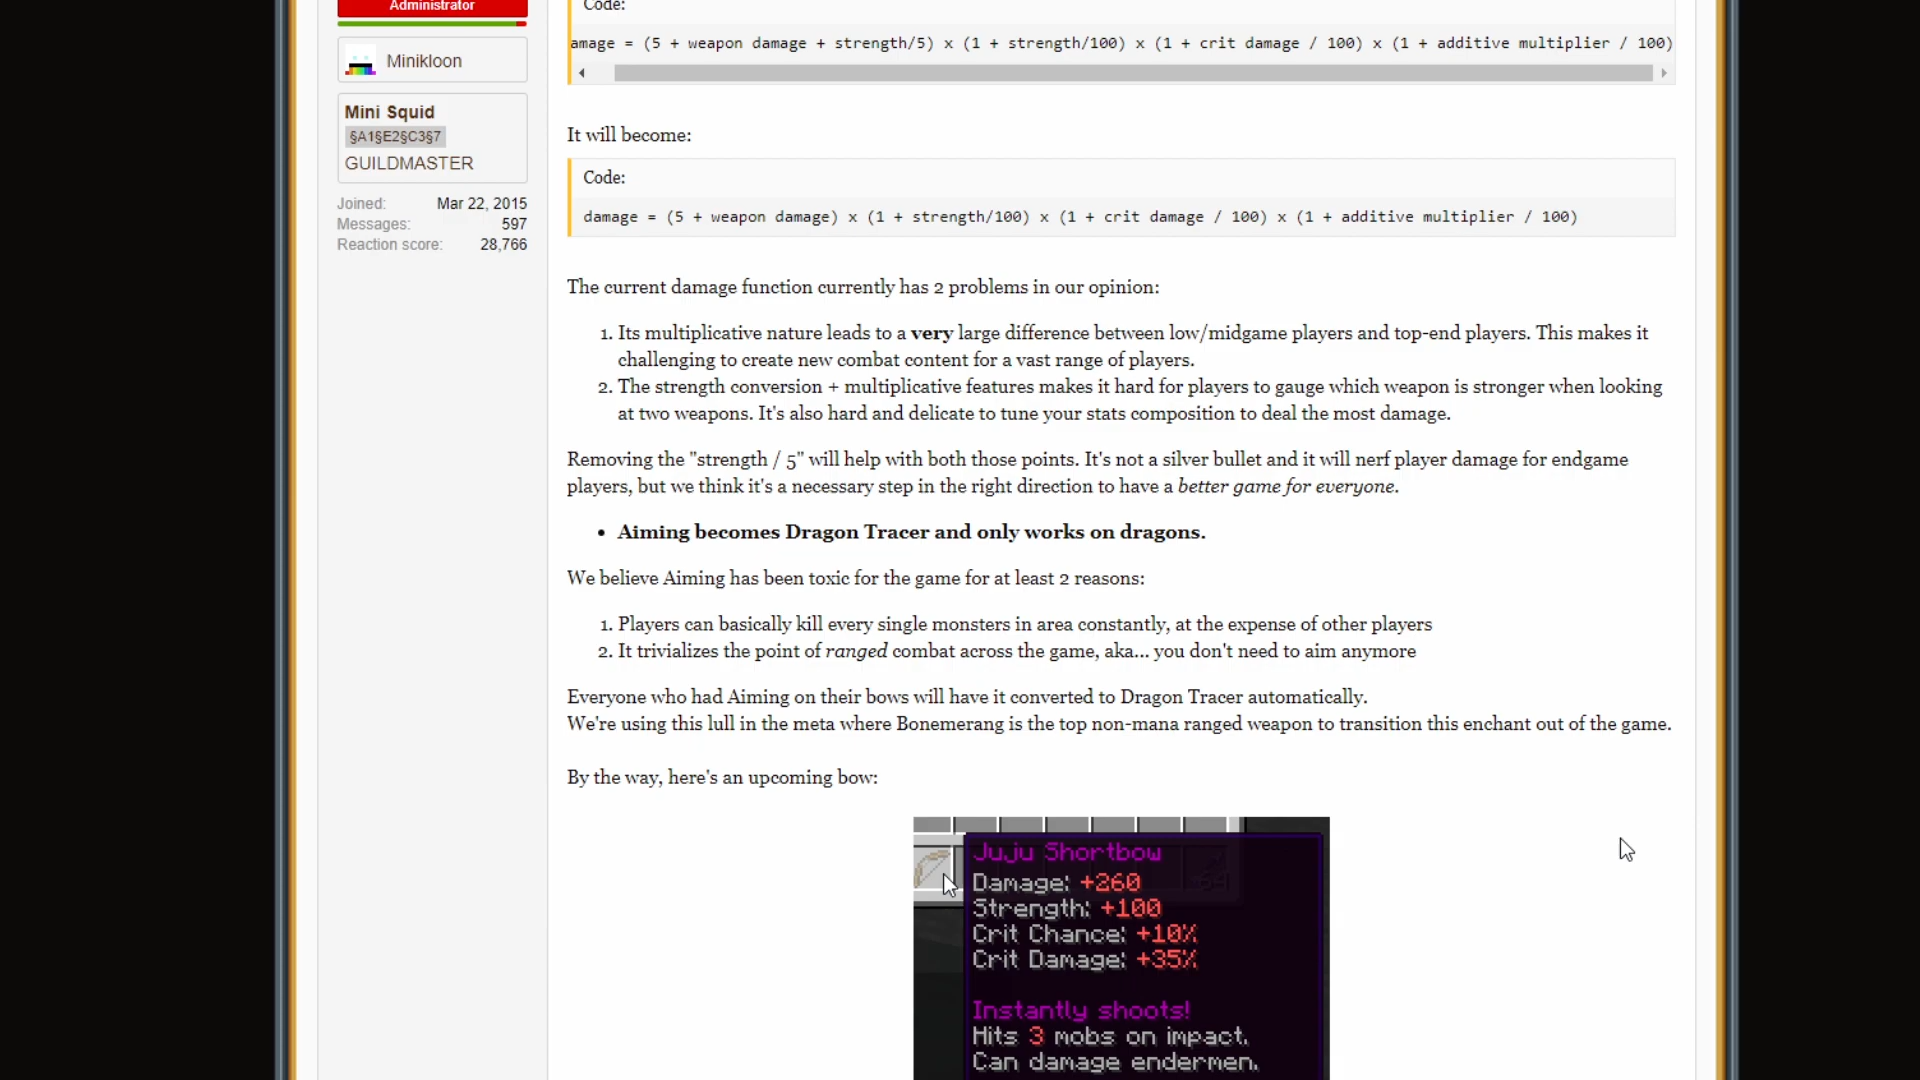 Administrator
Minikloon
Mini Squid
§A1§E2§C3§7
GUILDMASTER
Joined: Mar 22, 2015
Messages: 597
Reaction score: 28,766
Code:
amage = (5 + weapon damage + strength/5) x (1 + strength/100) x (1 + crit damage / 100) x (1 + additive multiplier / 100)
It will become:
Code:
damage = (5 + weapon damage) x (1 + strength/100) x (1 + crit damage / 100) x (1 + additive multiplier / 100)
The current damage function currently has 2 problems in our opinion:
1. Its multiplicative nature leads to a very large difference between low/midgame players and top-end players. This makes it
challenging to create new combat content for a vast range of players.
2. The strength conversion + multiplicative features makes it hard for players to gauge which weapon is stronger when looking
at two weapons. It's also hard and delicate to tune your stats composition to deal the most damage.
Removing the "strength / 5" will help with both those points. It's not a silver bullet and it will nerf player damage for endgame
players, but we think it's a necessary step in the right direction to have a better game for everyone.
• Aiming becomes Dragon Tracer and only works on dragons.
We believe Aiming has been toxic for the game for at least 2 reasons:
1. Players can basically kill every single monsters in area constantly, at the expense of other players
2. It trivializes the point of ranged combat across the game, aka... you don't need to aim anymore
Everyone who had Aiming on their bows will have it converted to Dragon Tracer automatically.
We're using this lull in the meta where Bonemerang is the top non-mana ranged weapon to transition this enchant out of the game.
By the way, here's an upcoming bow:
Juju Shortbow
Damage: +260
Strength: +100
Crit Chance: +10%
Crit Damage: +35%
Instantly shoots!
Hits 3 mobs on impact.
Can damage endermen.